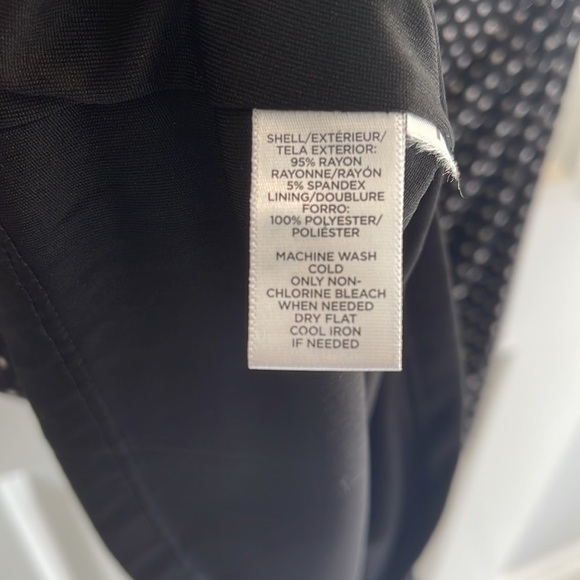 SHELL/EXTÉRIEUR/
TELA EXTERIOR:
95% RAYON
RAYONNE/RAYÓN
5% SPANDEX
LINING/DOUBLURE
FORRO:
100% POLYESTER/
POLIÉSTER
MACHINE WASH
COLD
ONLY NON-
CHLORINE BLEACH
WHEN NEEDED
DRY FLAT
COOL IRON
IF NEEDED